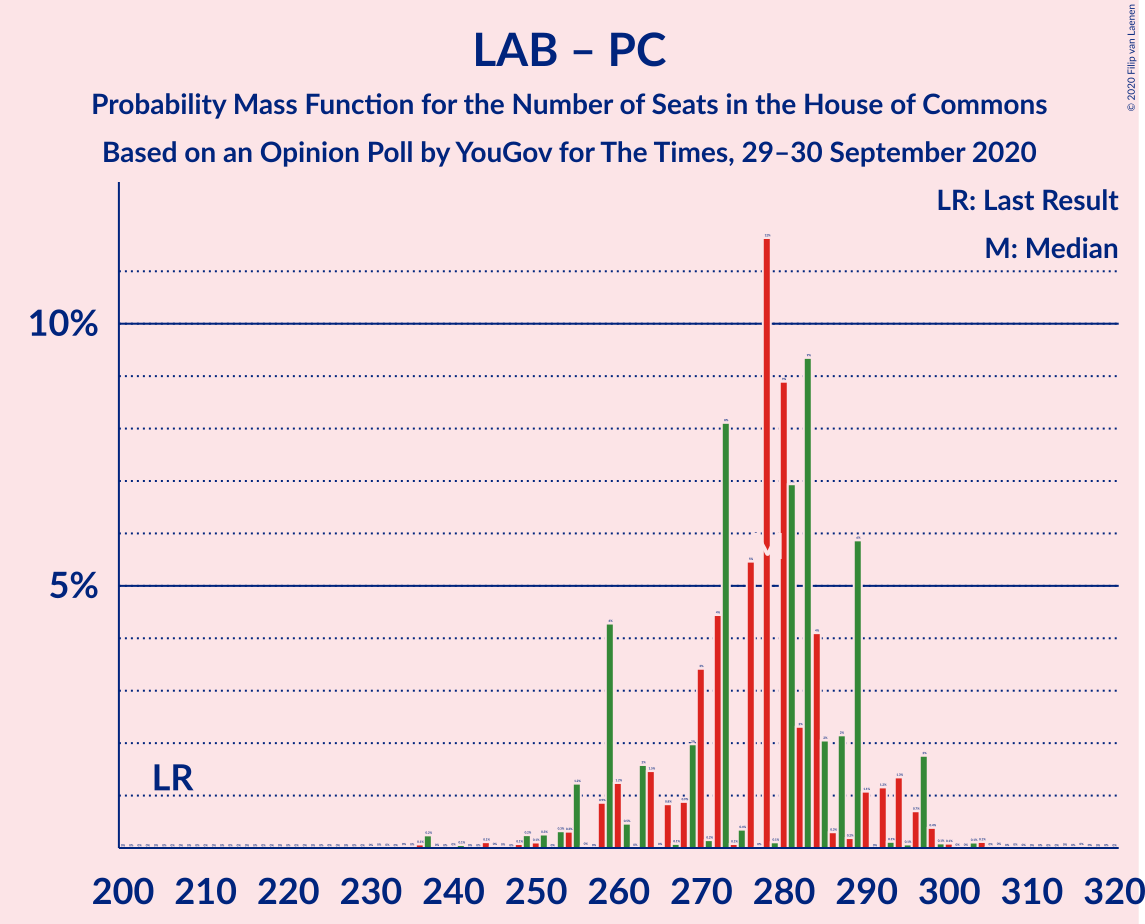 LAB – PC
Probability Mass Function for the Number of Seats in the House of Commons
Based on an Opinion Poll by YouGov for The Times, 29–30 September 2020
© 2020 Filip van Laenen
LR: Last Result
M: Median
10%
5%
M
LR
200 210 220 230 240 250 260 270 280 290 300 310 320